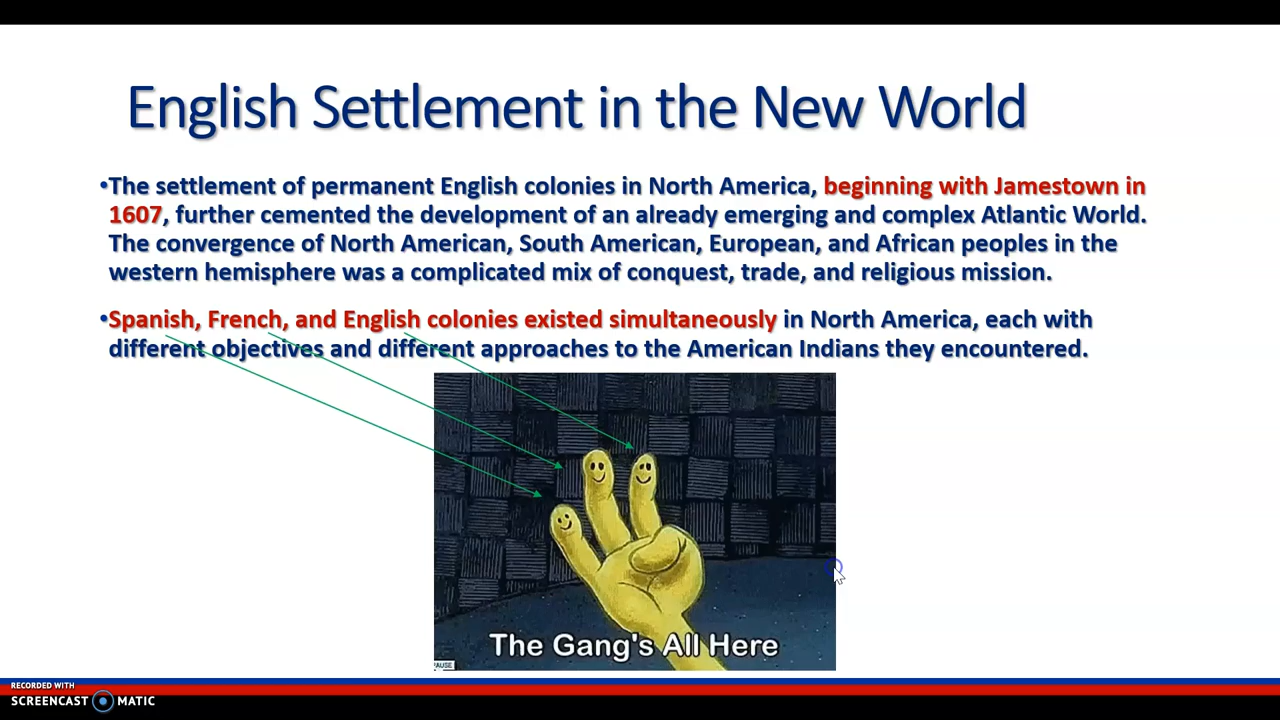 English Settlement in the New World
•The settlement of permanent English colonies in North America, beginning with Jamestown in
1607, further cemented the development of an already emerging and complex Atlantic World.
The convergence of North American, South American, European, and African peoples in the
western hemisphere was a complicated mix of conquest, trade, and religious mission.
•Spanish, French, and English colonies existed simultaneously in North America, each with
different objectives and different approaches to the American Indians they encountered.
The Gang's All Here
PAUSE
RECORDED WITH
SCREENCAST MATIC